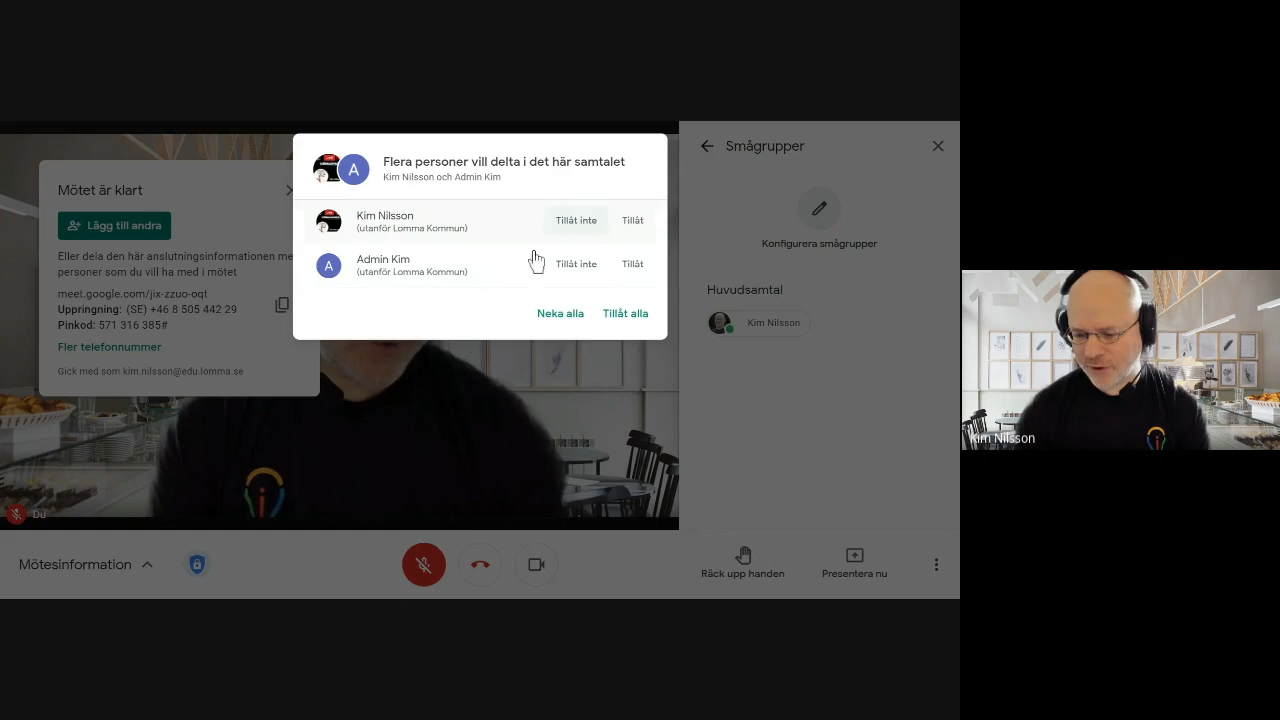 Flera personer vill delta i det här samtalet
Kim Nilsson och Admin Kim
Kim Nilsson
(utanför Lomma Kommun)
Tillåt inte
Tillåt
A
Admin Kim
(utanför Lomma Kommun)
Tillåt inte
Tillåt
A
Neka alla
Tillåt alla
Mötet är klart
Lägg till andra
Eller dela den här anslutningsinformationen me
personer som du vill ha med i mötet
meet.google.com/jix-zzuo-oqt
Uppringning: (SE) +46 8 505 442 29
Pinkod: 571 316 385#
Fler telefonnummer
Gick med som kim.nilsson@edu.lomma.se
Du
Smågrupper
Konfigurera smågrupper
Huvudsamtal
Kim Nilsson
Mötesinformation
Räck upp handen
Presentera nu
Kim Nilsson